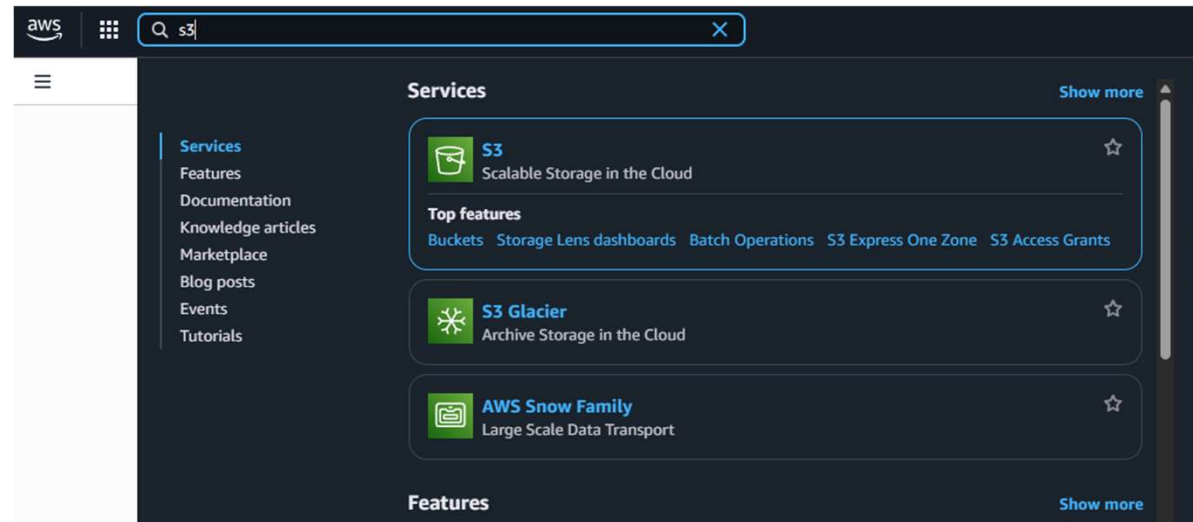 aws
s3
Services
Features
Documentation
Knowledge articles
Marketplace
Blog posts
Events
Tutorials
Services Show more
S3
Scalable Storage in the Cloud
Top features
Buckets Storage Lens dashboards Batch Operations S3 Express One Zone S3 Access Grants
S3 Glacier
Archive Storage in the Cloud
AWS Snow Family
Large Scale Data Transport
Features Show more